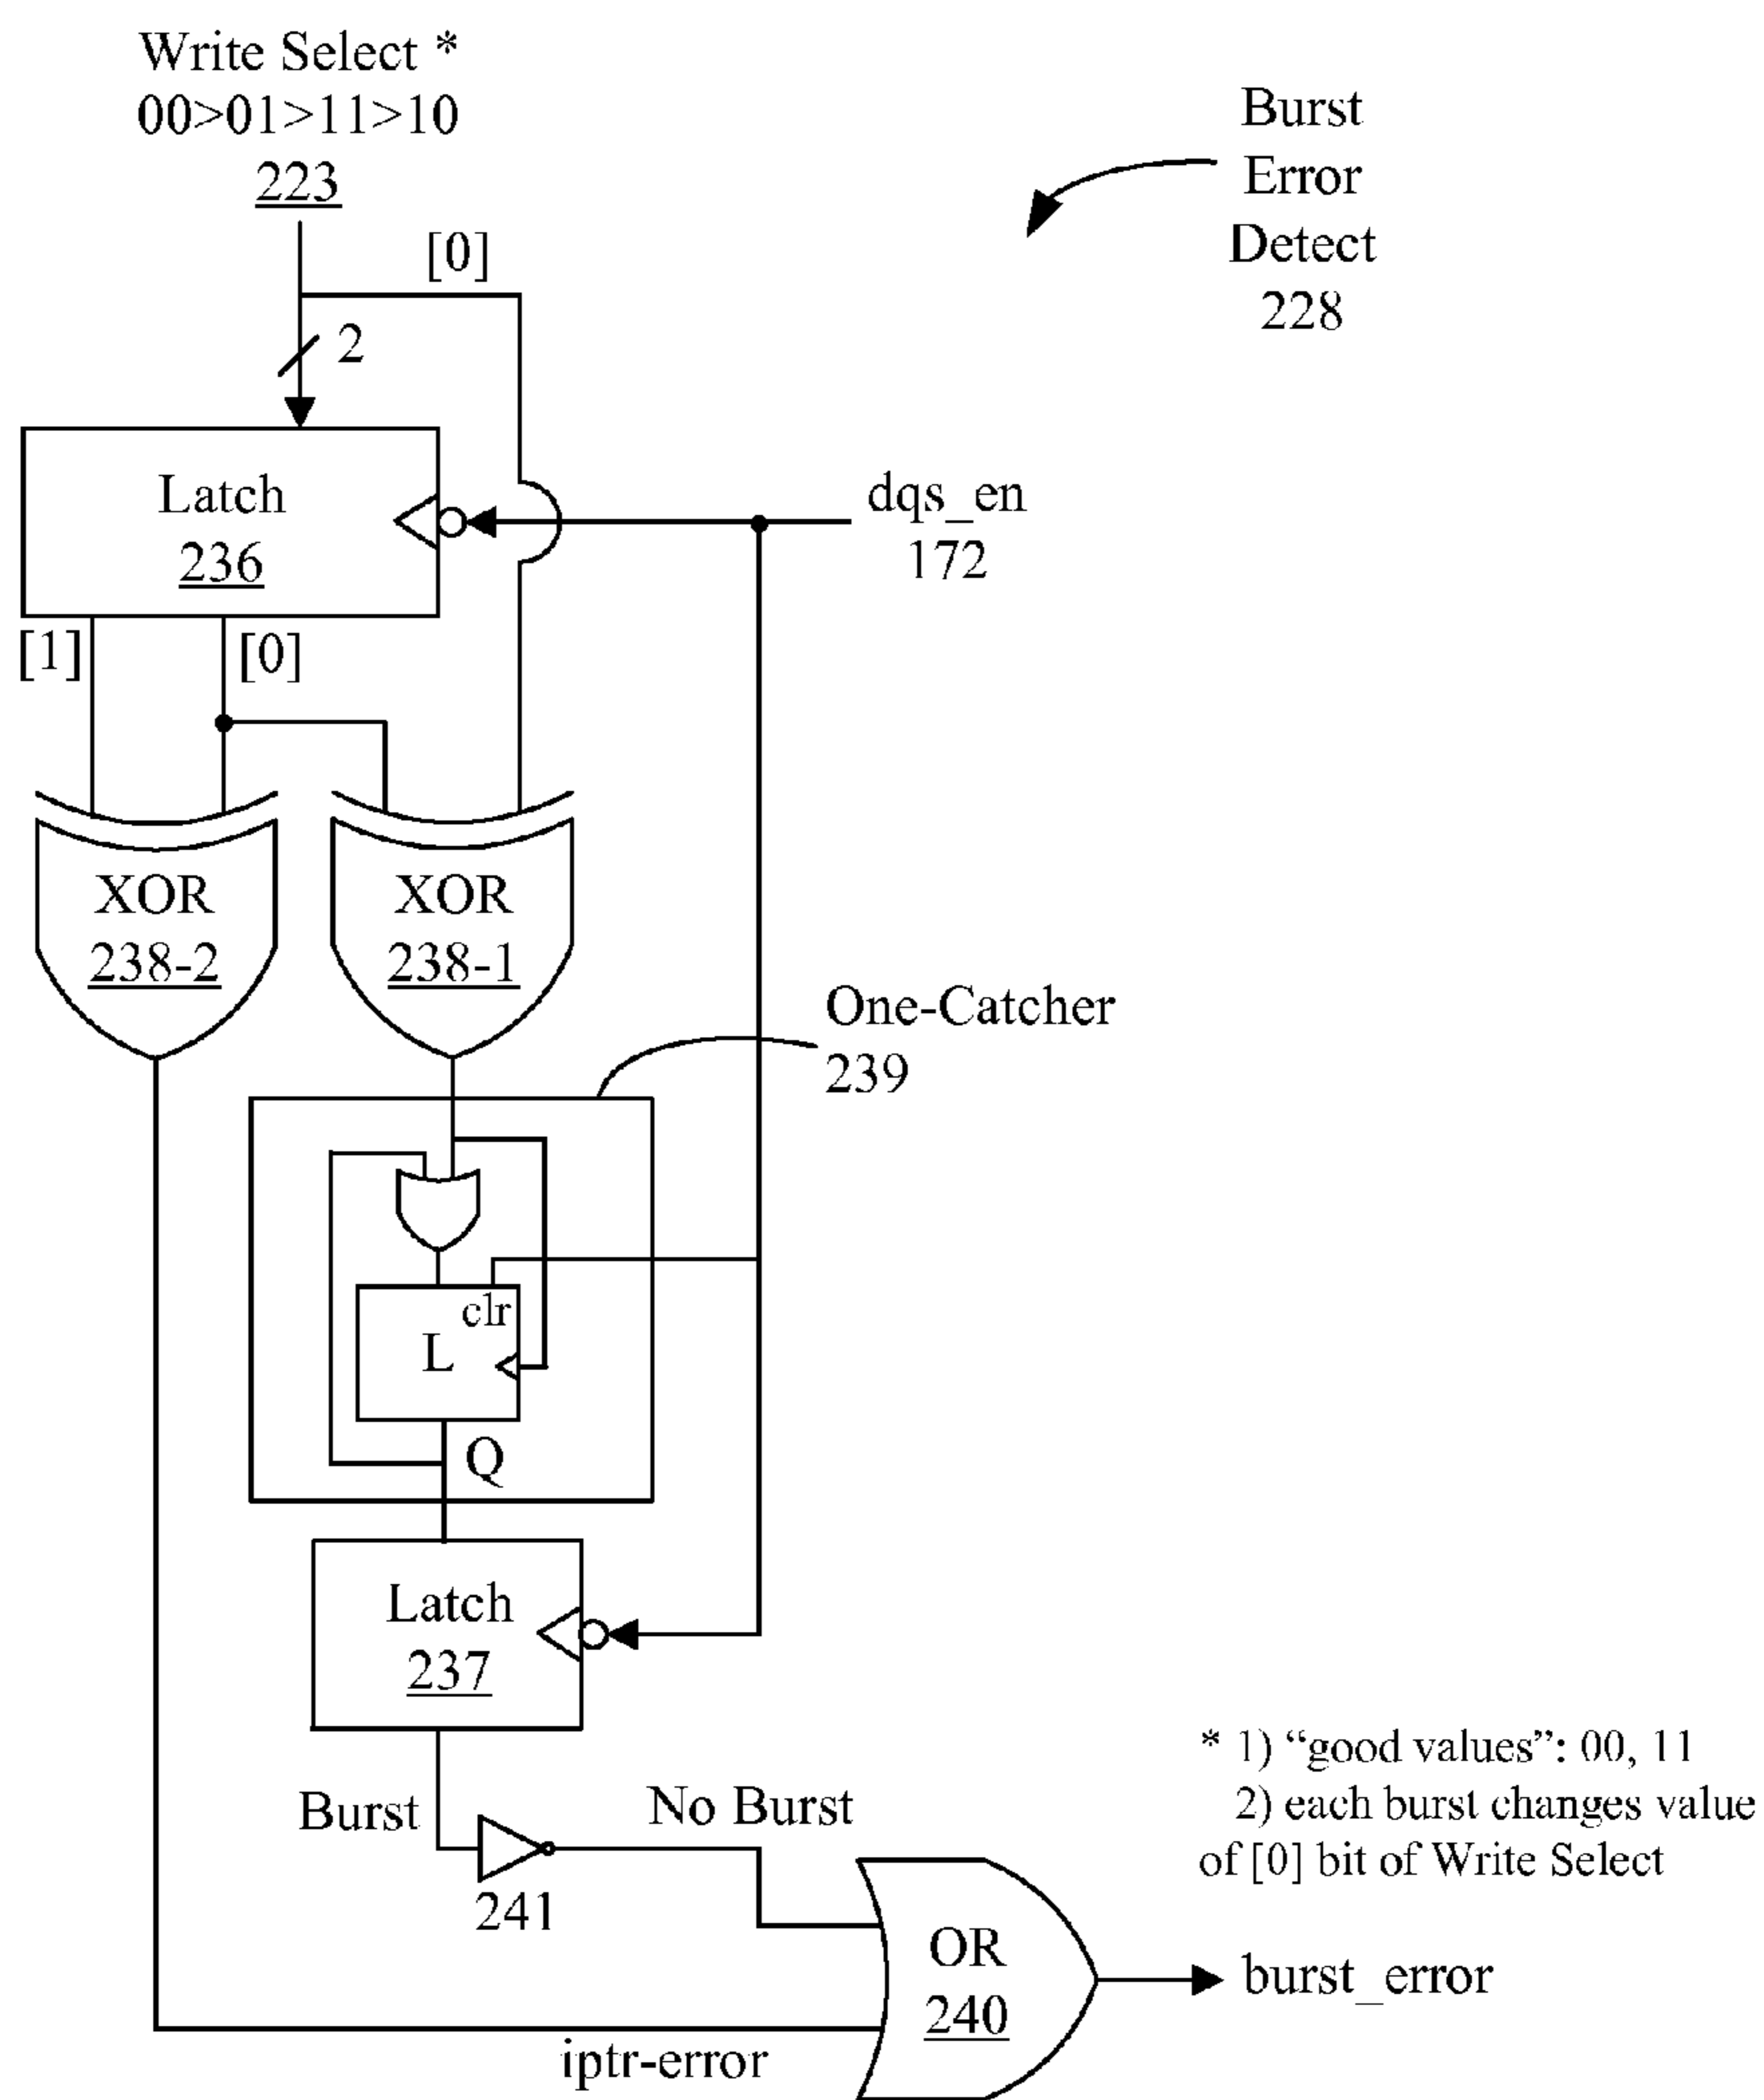 Write Select *
00>01>11>10
223
Burst
Error
Detect
228
[0]
2
Latch
236
dqs_en
172
[1]
[0]
XOR
238-2
XOR
238-1
One-Catcher
239
clr
L
Q
Latch
237
* 1) “good values”: 00, 11
2) each burst changes value
of [0] bit of Write Select
Burst
No Burst
241
OR
240
burst_error
iptr-error